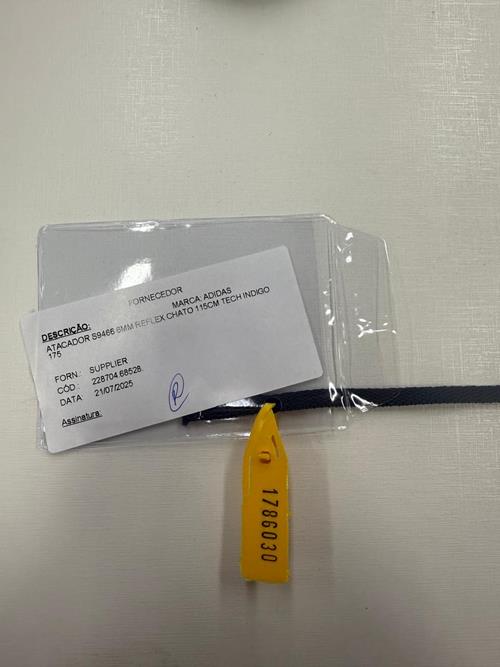 FORNECEDOR
MARCA: ADIDAS
DESCRIÇÃO:
ATACADOR S9466 6MM REFLEX CHATO 115CM TECH INDIGO
175
FORN.: SUPPLIER
CÓD.: 228704.68528.
DATA: 21/07/2025
Assinatura:
R
1786030